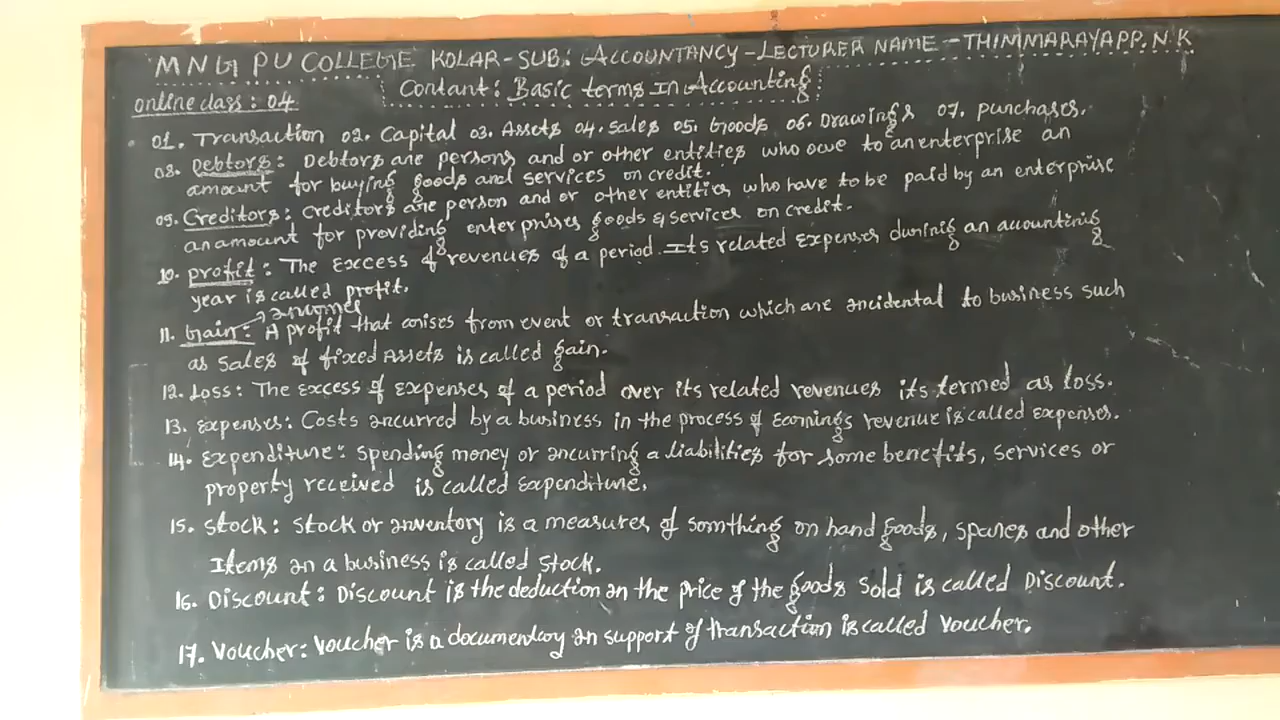 MNG PU COLLEGE KOLAR-SUB: ACCOUNTANCY-LECTURER NAME-THIMMARAYAPP.N.K
Contant: Basic terms In Accounting
online class: 04
01. Transaction 02. Capital 03. Assets 04. Sales 05. Goods 06. Drawings 07. purchases.
08. Debtors: Debtors are persons and or other entities who owe to an enterprise an
amount for buying goods and services on credit.
09. Creditors: Creditors are person and or other entities who have to be paid by an enterprise
an amount for providing enterprises goods & services on credit.
10. profit: The Excess of revenues of a period Its related Expenses during an accounting
year is called profit.
11. Gain: A profit that arises from event or transaction which are incidental to business such
as sales of fixed Assets is called gain.
12. Loss: The Excess of Expenses of a period over its related revenues its termed as loss.
13. Expenses: Costs incurred by a business in the process of Earnings revenue is called Expenses.
14. Expenditure: Spending money or incurring a liabilities for some benefits, services or
property received is called Expenditure.
15. Stock: Stock or inventory is a measures of somthing on hand goods, spares and other
Items in a business is called stock.
16. Discount: Discount is the deduction in the price of the goods sold is called Discount.
17. Voucher: Voucher is a documentary in support of transaction is called Voucher.